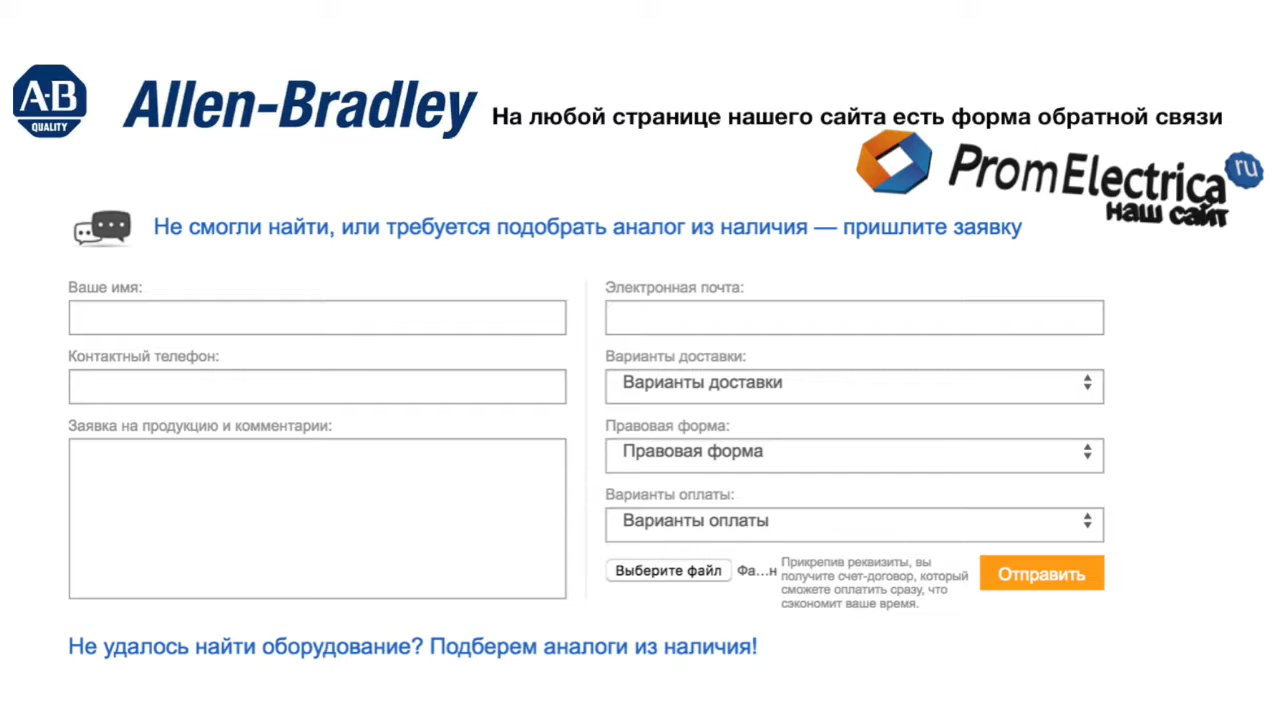 A-B
QUALITY
Allen-Bradley
На любой странице нашего сайта есть форма обратной связи
PromElectrica ru
наш сайт
Не смогли найти, или требуется подобрать аналог из наличия — пришлите заявку
Ваше имя:
Электронная почта:
Контактный телефон:
Варианты доставки:
Варианты доставки
Заявка на продукцию и комментарии:
Правовая форма:
Правовая форма
Варианты оплаты:
Варианты оплаты
Выберите файл Фа...н
Прикрепив реквизиты, вы
получите счет-договор, который
сможете оплатить сразу, что
сэкономит ваше время.
Отправить
Не удалось найти оборудование? Подберем аналоги из наличия!